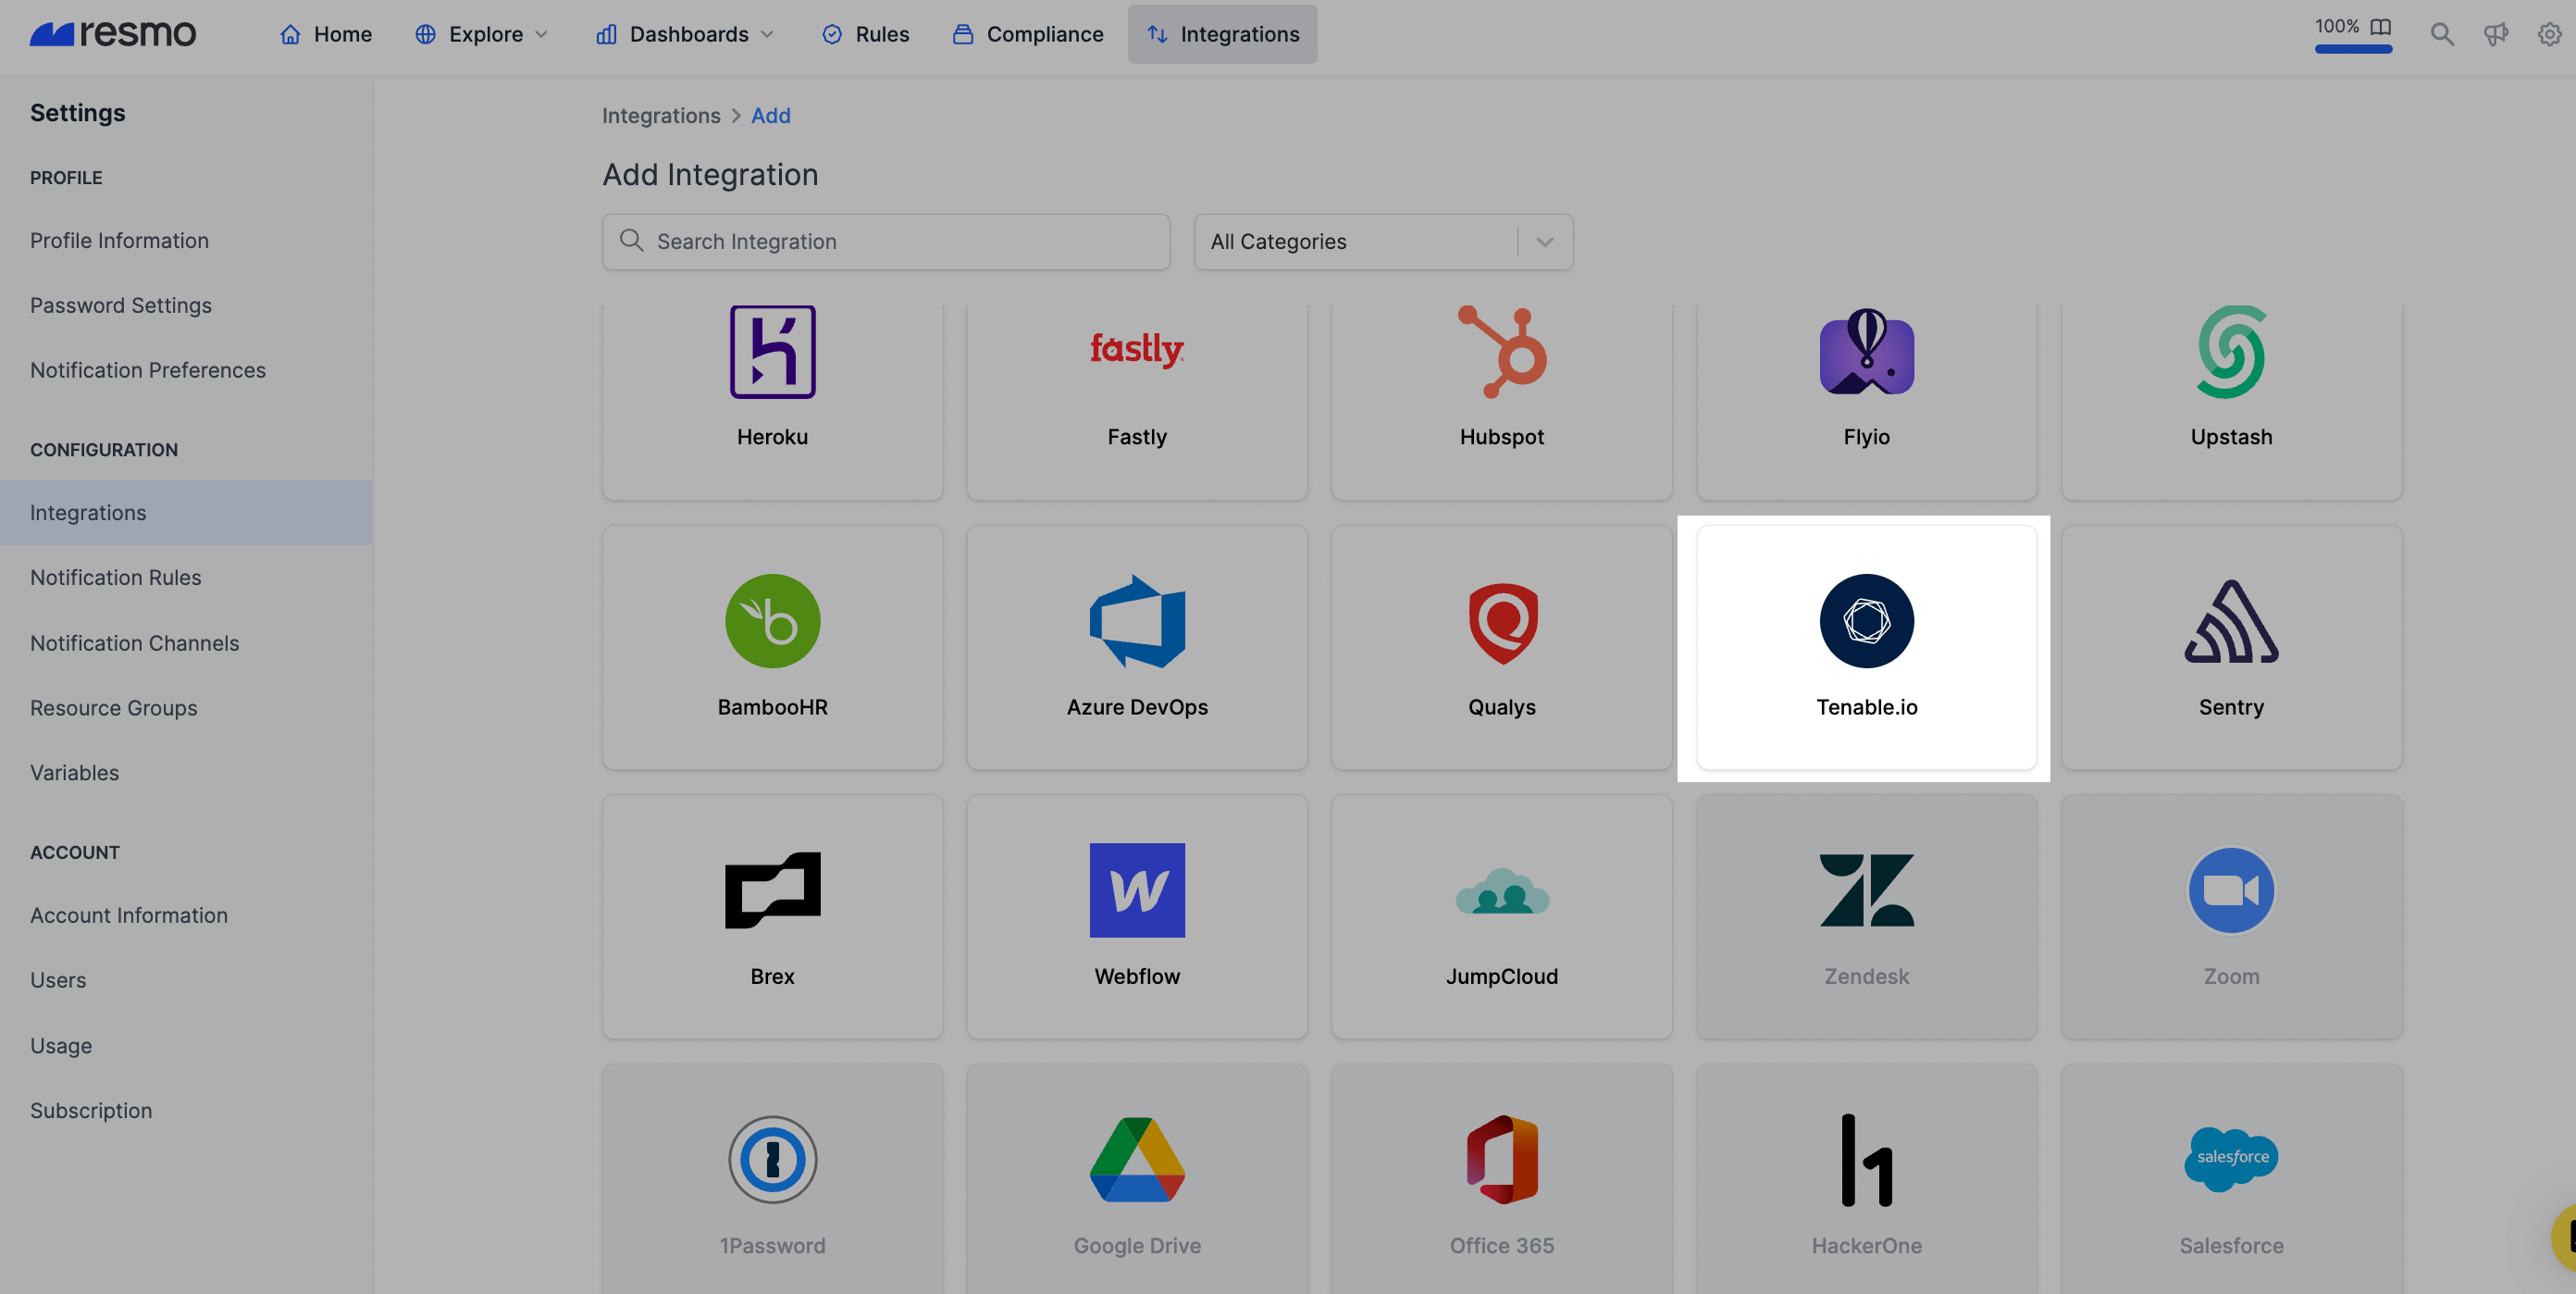 resmo Home Explore Dashboards Rules Compliance Integrations 100%
Settings
PROFILE
Profile Information
Password Settings
Notification Preferences
CONFIGURATION
Integrations
Notification Rules
Notification Channels
Resource Groups
Variables
ACCOUNT
Account Information
Users
Usage
Subscription
Integrations > Add
Add Integration
Search Integration All Categories
fastly
Heroku Fastly Hubspot Flyio Upstash
b
BambooHR Azure DevOps Qualys Tenable.io Sentry
W
Brex Webflow JumpCloud Zendesk Zoom
h1 salesforce
1Password Google Drive Office 365 HackerOne Salesforce